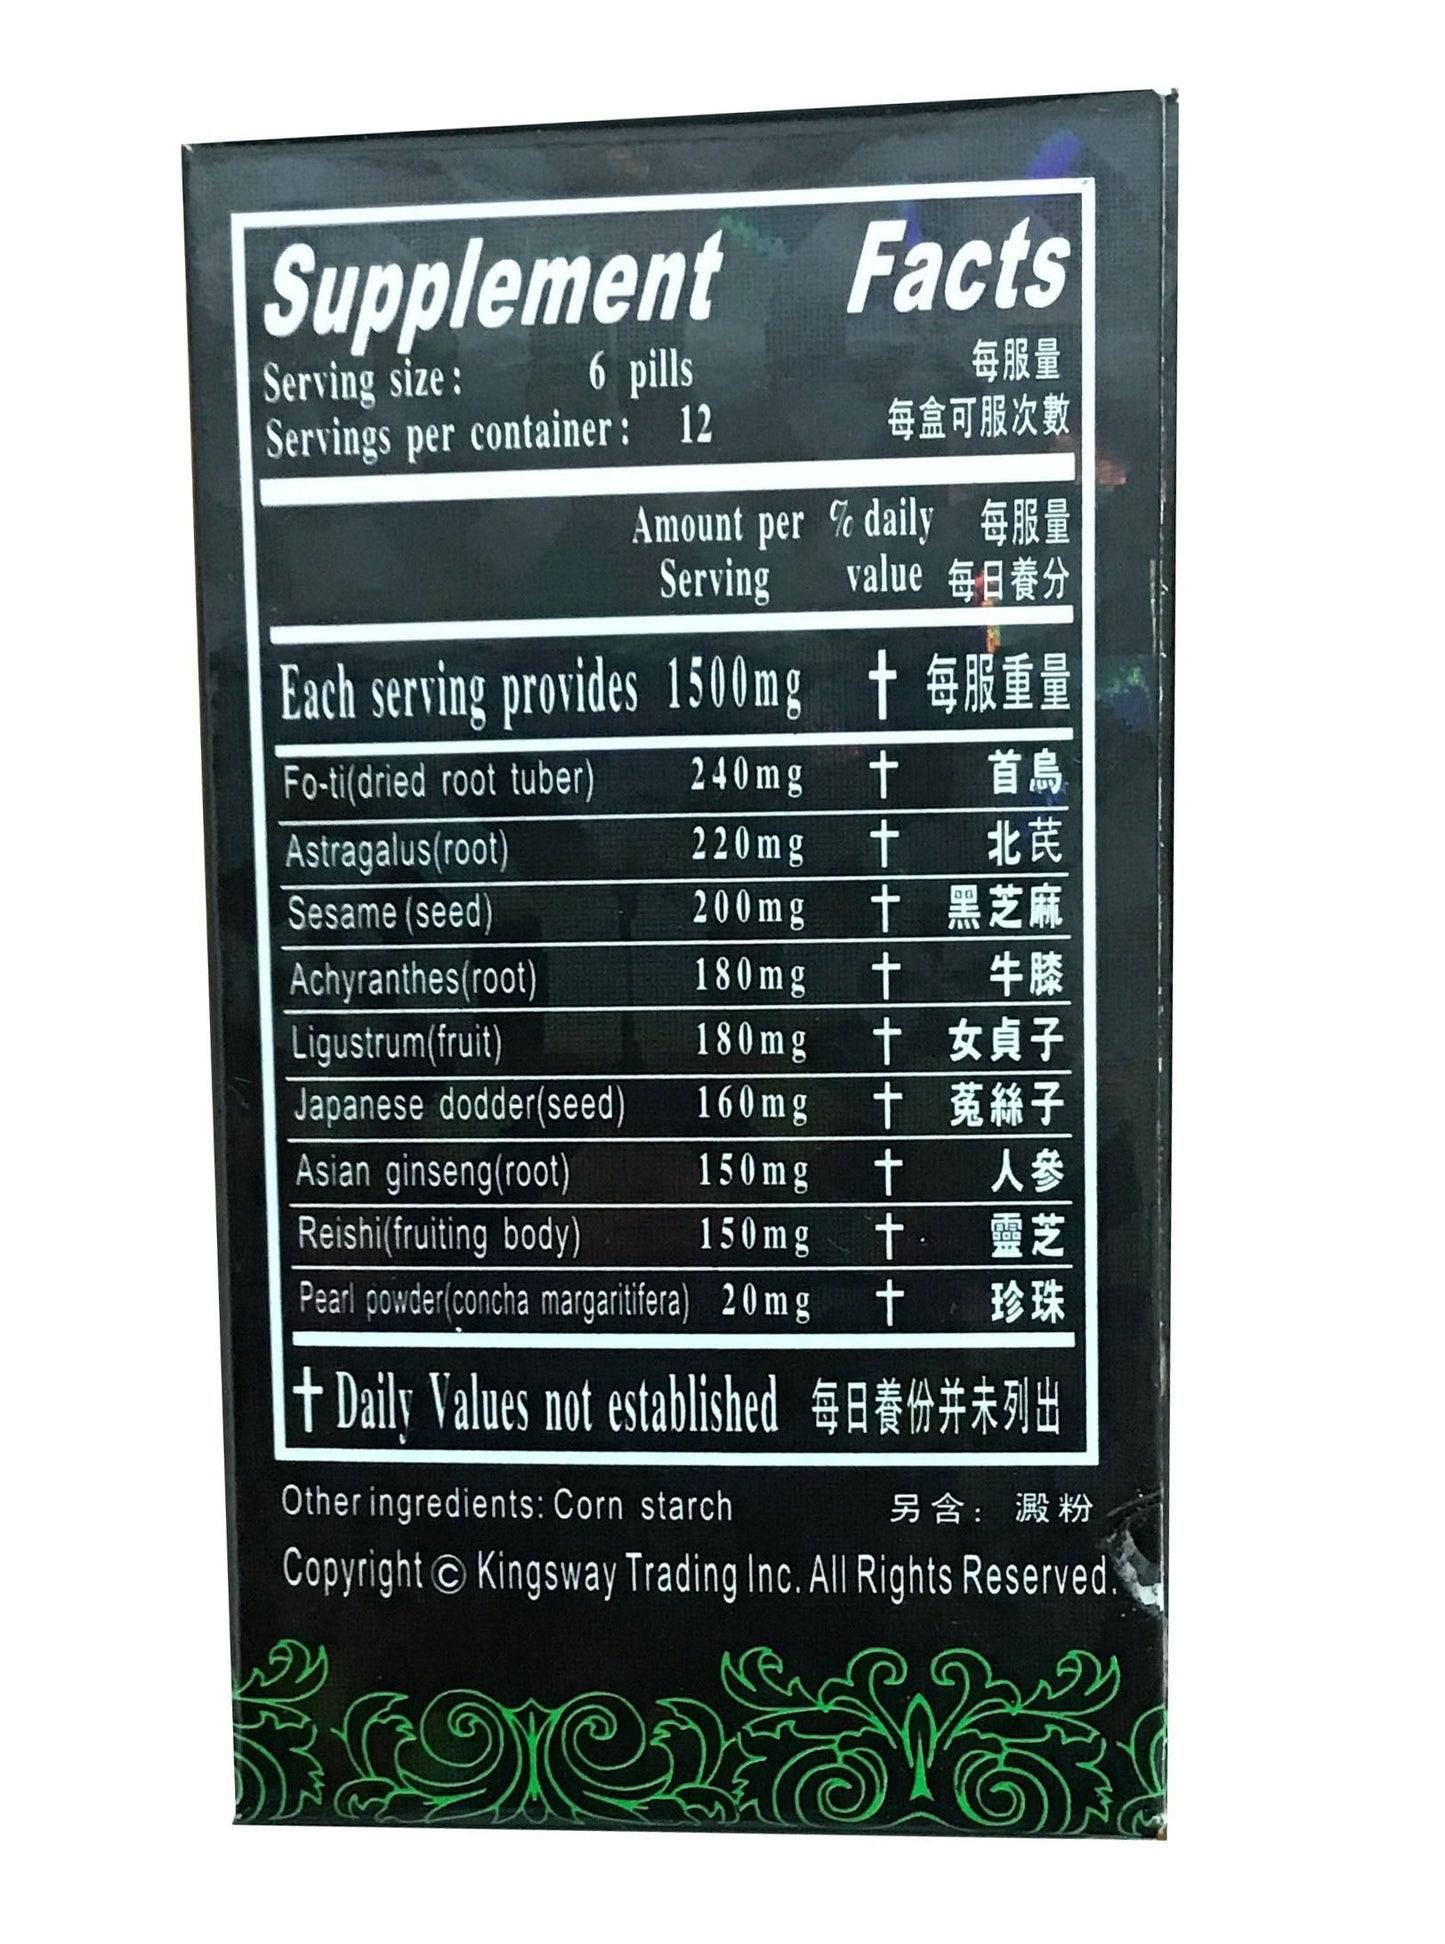 Supplement Facts
Serving size: 6 pills 每服量
Servings per container: 12 每盒可服次數
Amount per % daily 每服量
Serving value 每日養分
Each serving provides 1500mg † 每服重量
Fo-ti(dried root tuber) 240mg † 首烏
Astragalus(root) 220mg † 北芪
Sesame (seed) 200mg † 黑芝麻
Achyranthes(root) 180mg † 牛膝
Ligustrum(fruit) 180mg † 女貞子
Japanese dodder(seed) 160mg † 菟絲子
Asian ginseng(root) 150mg † 人參
Reishi(fruiting body) 150mg † 靈芝
Pearl powder(concha margaritifera) 20mg † 珍珠
† Daily Values not established 每日養份并未列出
Other ingredients: Corn starch 另含: 澱粉
Copyright © Kingsway Trading Inc. All Rights Reserved.